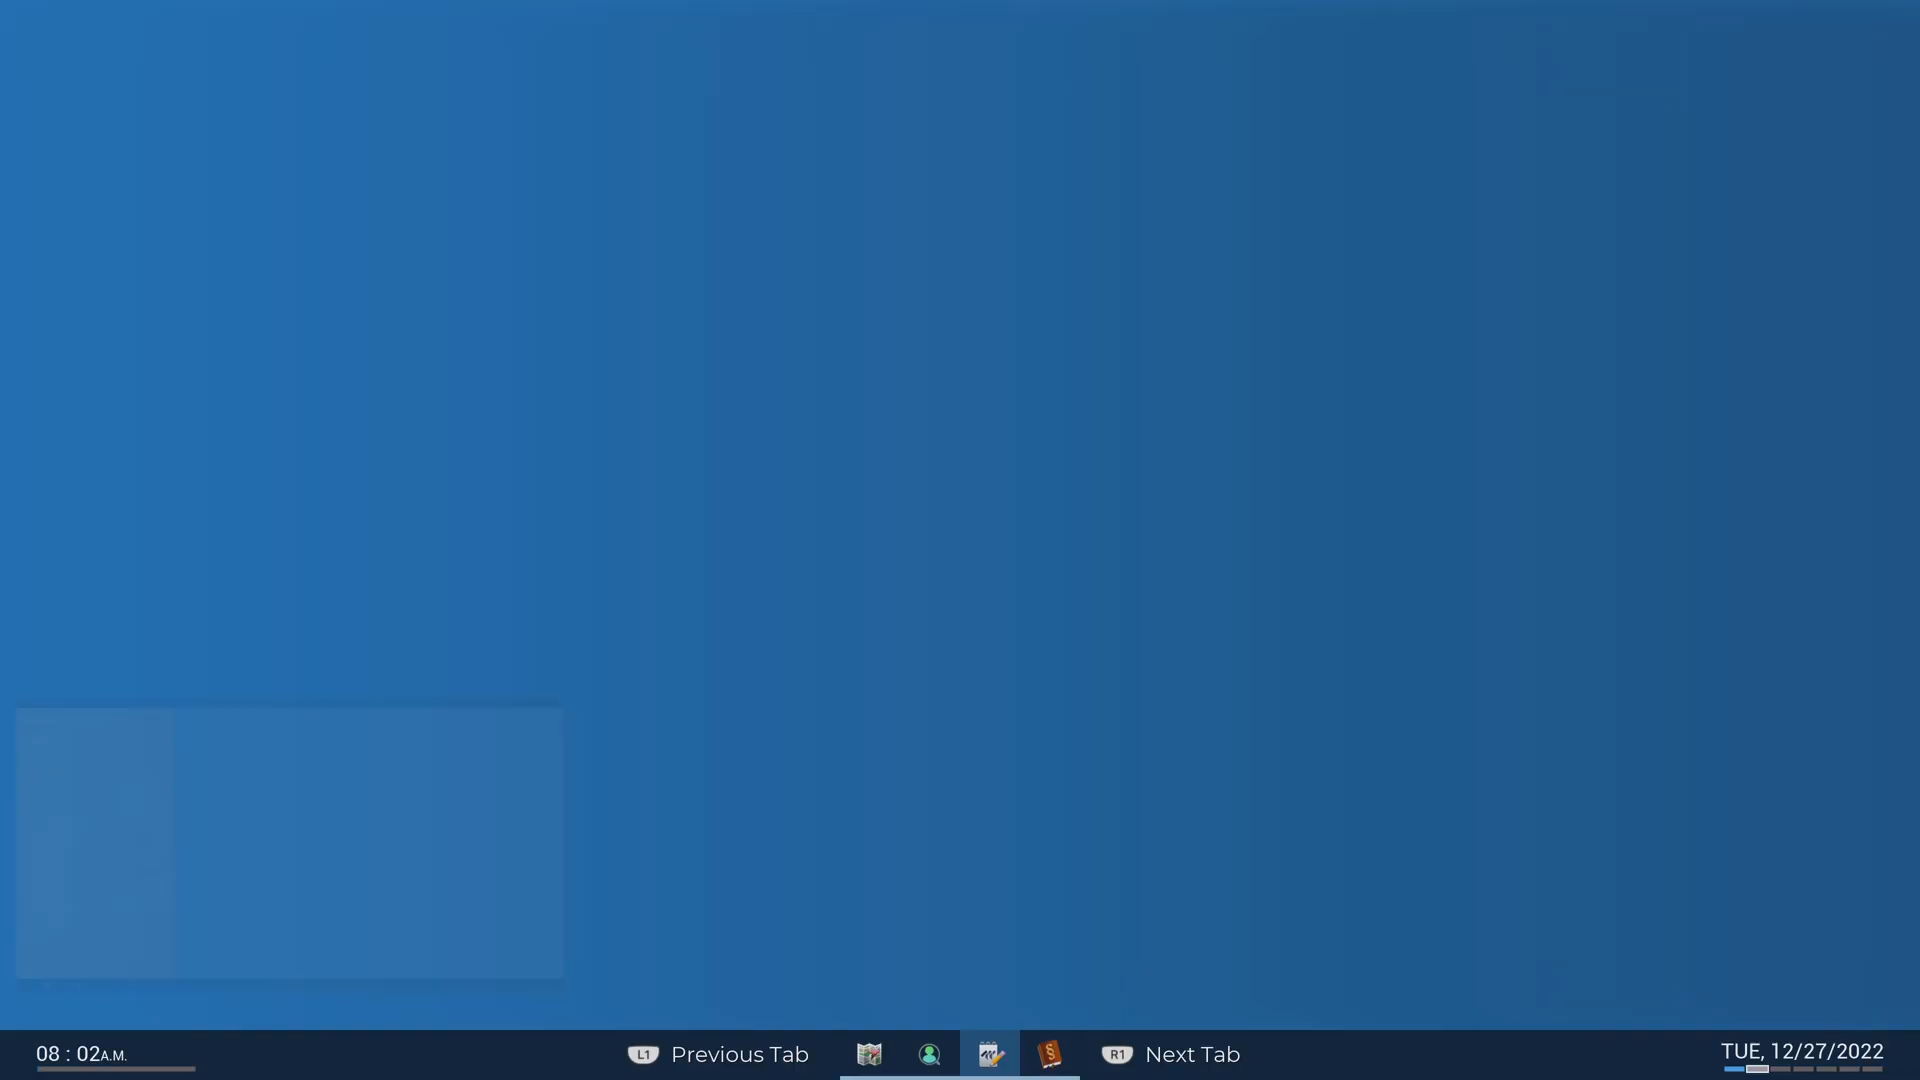 08 : 02A.M.
L1 Previous Tab
R1 Next Tab
TUE, 12/27/2022